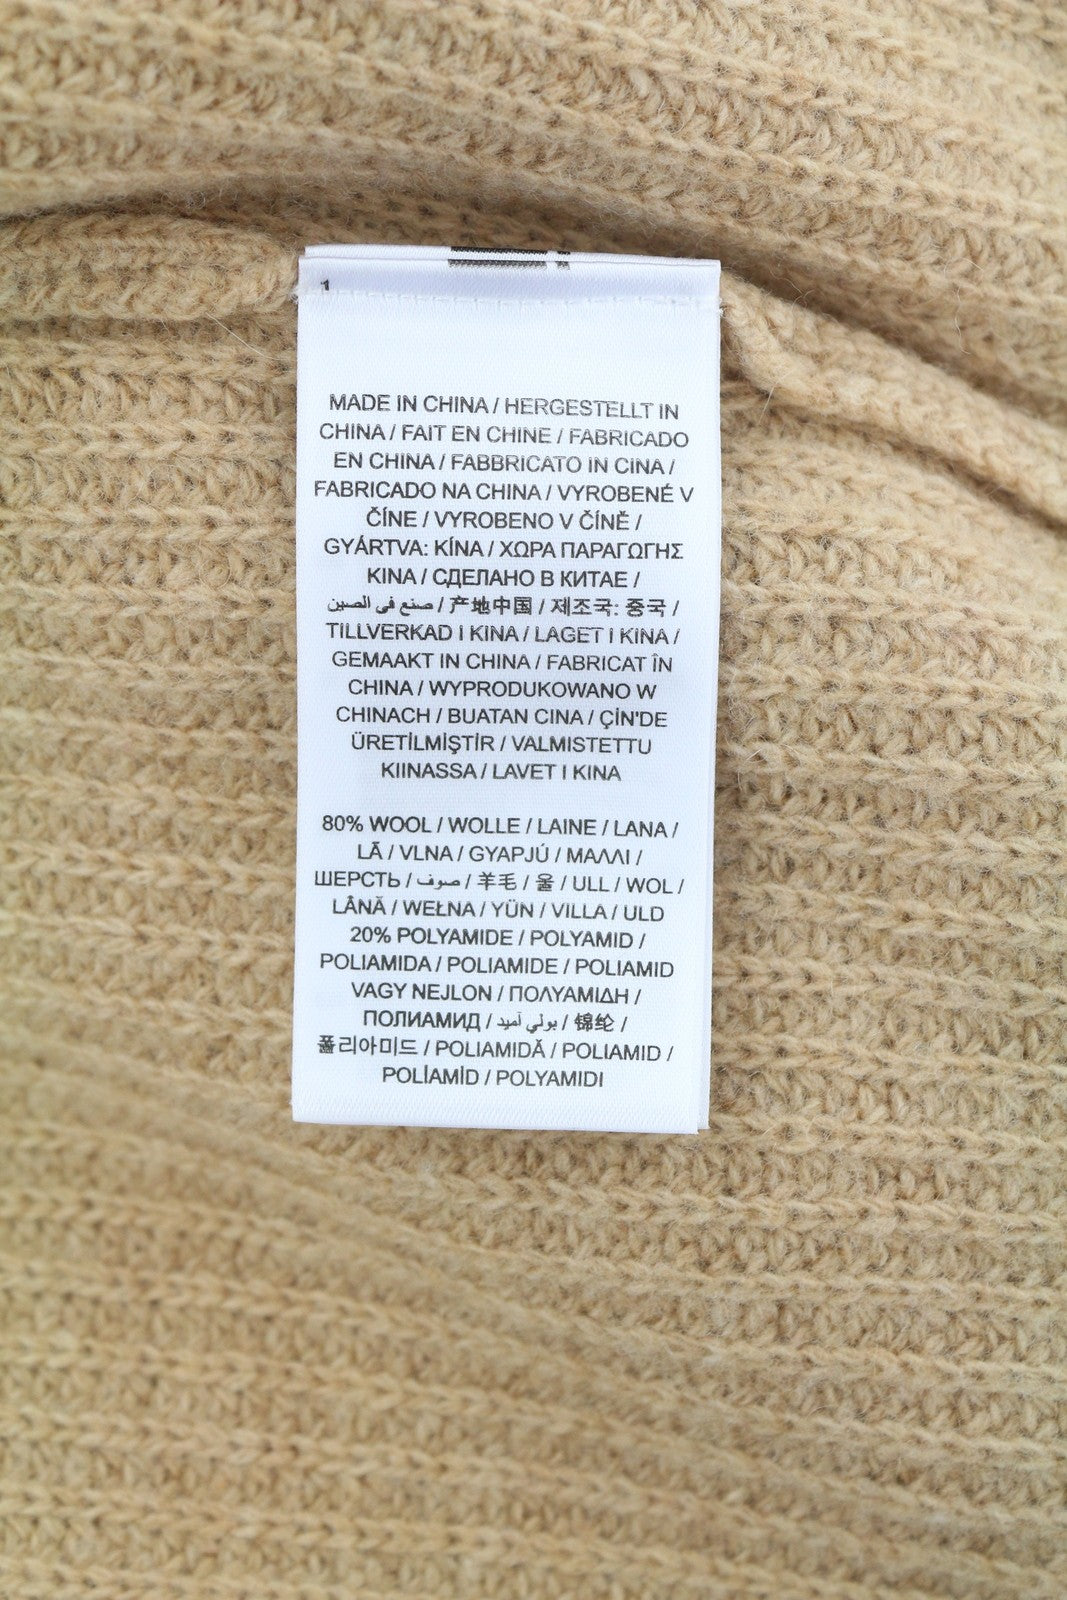 1
MADE IN CHINA / HERGESTELLT IN
CHINA / FAIT EN CHINE / FABRICADO
EN CHINA / FABBRICATO IN CINA /
FABRICADO NA CHINA / VYROBENÉ V
ČÍNE / VYROBENO V ČÍNĚ /
GYÁRTVA: KÍNA / ΧΩΡΑ ΠΑΡΑΓΩΓΗΣ
ΚΙΝΑ / СДЕЛАНО В КИТАЕ /
صنع في الصين / 产地中国 / 제조국: 중국 /
TILLVERKAD I KINA / LAGET I KINA /
GEMAAKT IN CHINA / FABRICAT ÎN
CHINA / WYPRODUKOWANO W
CHINACH / BUATAN CINA / ÇİN'DE
ÜRETİLMİŞTİR / VALMISTETTU
KIINASSA / LAVET I KINA
80% WOOL / WOLLE / LAINE / LANA /
LÃ / VLNA / GYAPJÚ / ΜΑΛΛΙ /
ШЕРСТЬ / صوف / 羊毛 / 울 / ULL / WOL /
LÂNĂ / WEŁNA / YÜN / VILLA / ULD
20% POLYAMIDE / POLYAMID /
POLIAMIDA / POLIAMIDE / POLIAMID
VAGY NEJLON / ΠΟΛΥΑΜΙΔΗ /
ПОЛИАМИД / بولي أميد / 锦纶 /
폴리아미드 / POLIAMIDĂ / POLIAMID /
POLİAMİD / POLYAMIDI